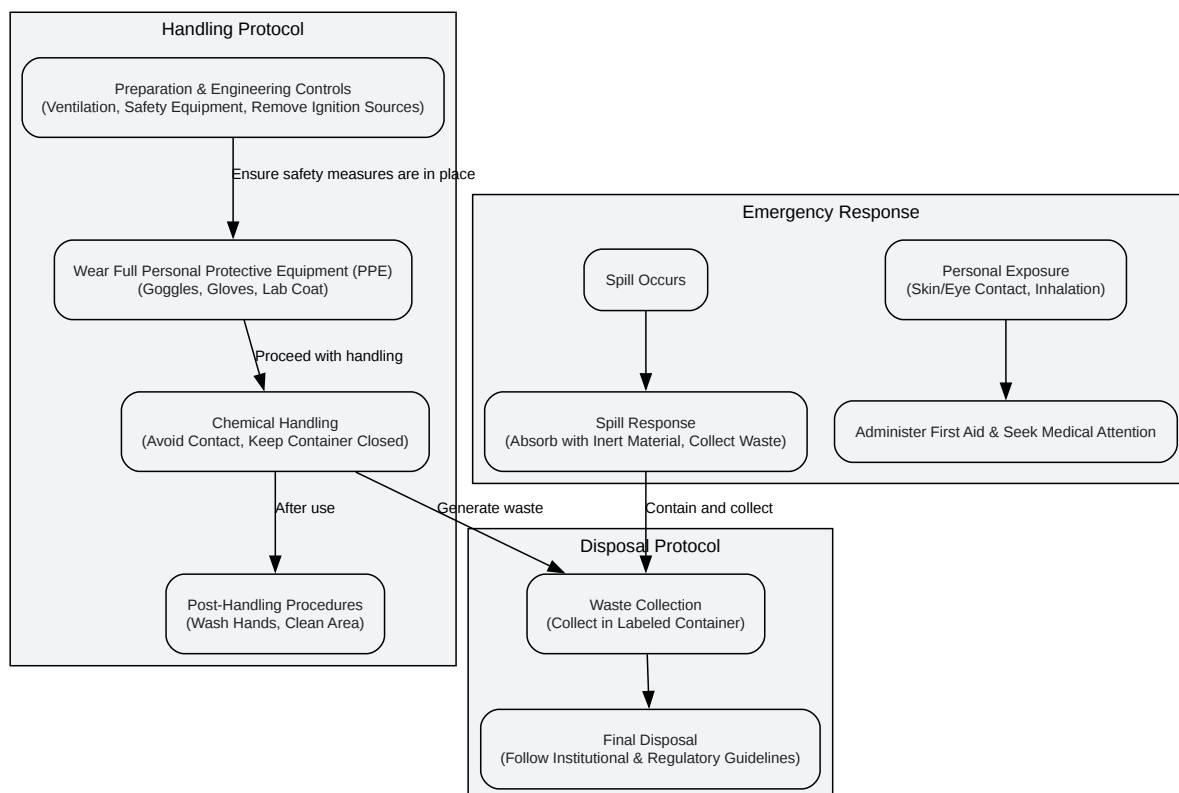 Handling Protocol
Preparation & Engineering Controls
(Ventilation, Safety Equipment, Remove Ignition Sources)
Ensure safety measures are in place
Wear Full Personal Protective Equipment (PPE)
(Goggles, Gloves, Lab Coat)
Proceed with handling
Chemical Handling
(Avoid Contact, Keep Container Closed)
After use
Generate waste
Post-Handling Procedures
(Wash Hands, Clean Area)
Emergency Response
Spill Occurs
Personal Exposure
(Skin/Eye Contact, Inhalation)
Spill Response
(Absorb with Inert Material, Collect Waste)
Administer First Aid & Seek Medical Attention
Contain and collect
Disposal Protocol
Waste Collection
(Collect in Labeled Container)
Final Disposal
(Follow Institutional & Regulatory Guidelines)